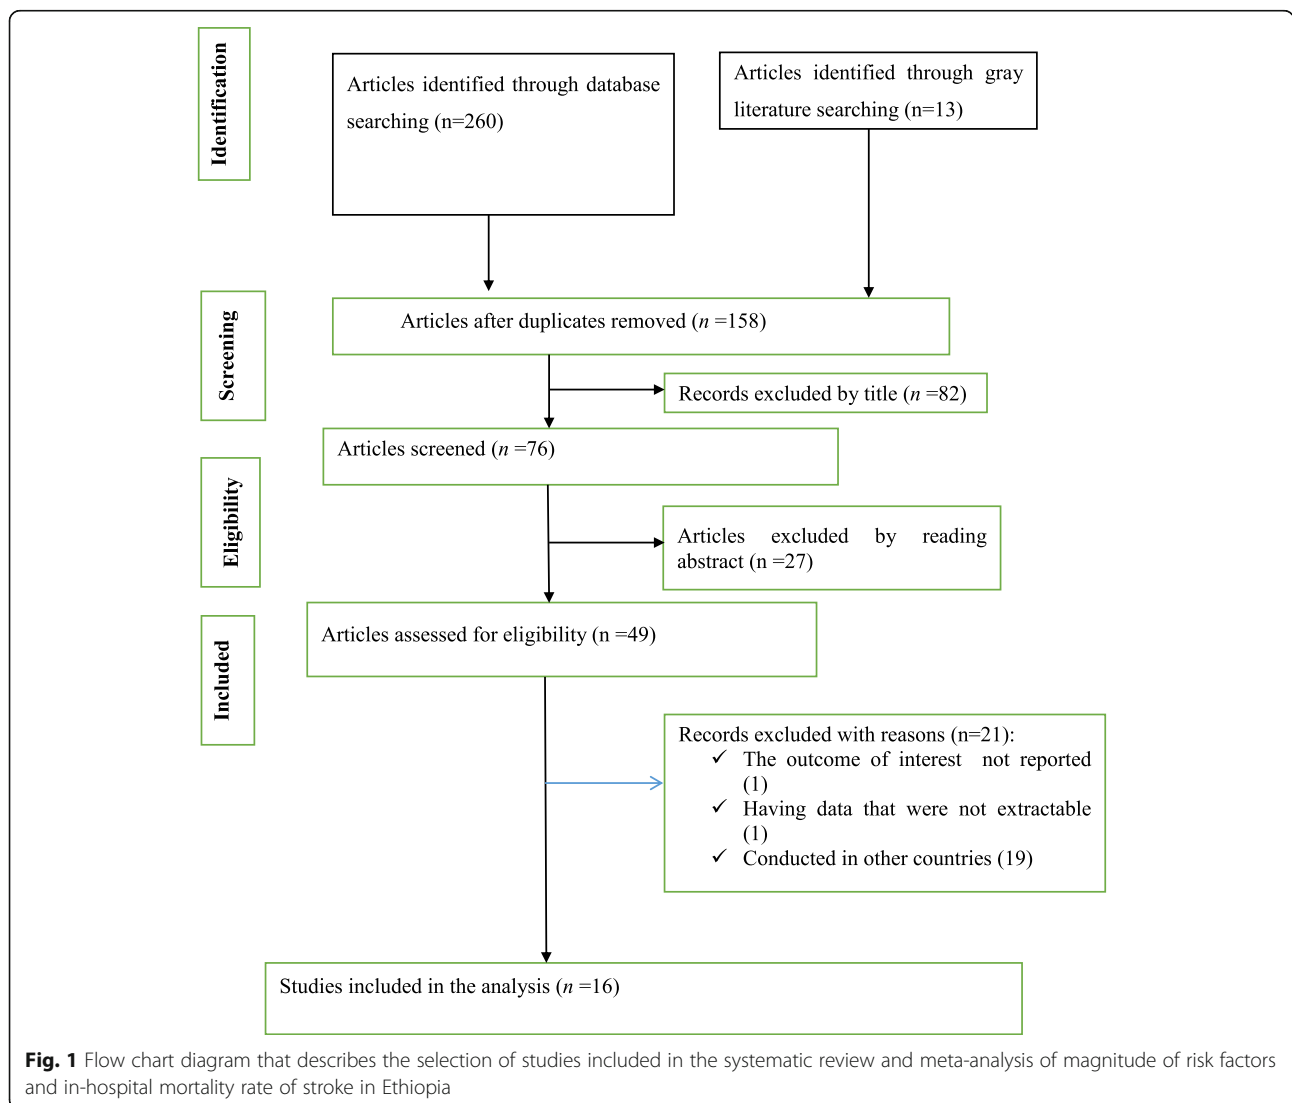 Identification
Articles identified through database
searching (n=260)
Articles identified through gray
literature searching (n=13)
Screening
Articles after duplicates removed (n =158)
Records excluded by title (n =82)
Articles screened (n =76)
Eligibility
Articles excluded by reading
abstract (n =27)
Articles assessed for eligibility (n =49)
Included
Records excluded with reasons (n=21):
✓ The outcome of interest not reported
(1)
✓ Having data that were not extractable
(1)
✓ Conducted in other countries (19)
Studies included in the analysis (n =16)
Fig. 1 Flow chart diagram that describes the selection of studies included in the systematic review and meta-analysis of magnitude of risk factors
and in-hospital mortality rate of stroke in Ethiopia